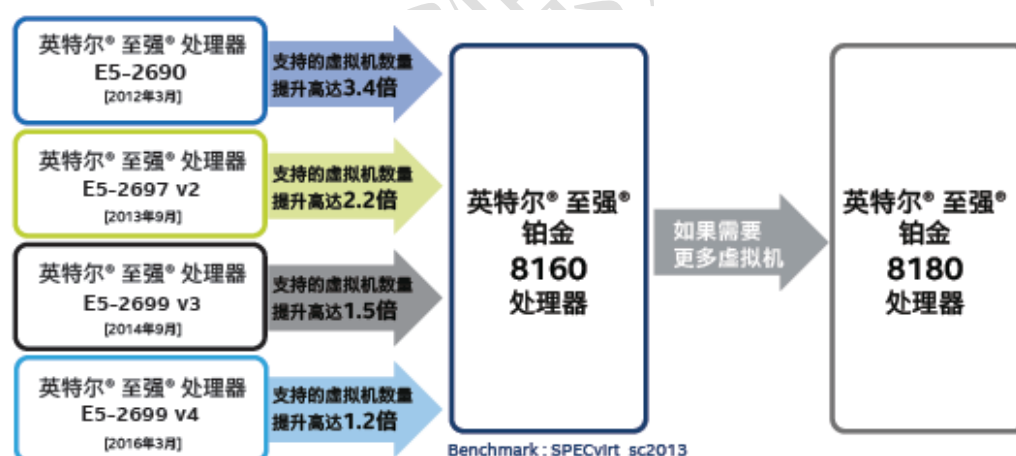 英特尔® 至强® 处理器
E5-2690
[2012年3月]
支持的虚拟机数量
提升高达3.4倍
英特尔® 至强® 处理器
E5-2697 v2
[2013年9月]
支持的虚拟机数量
提升高达2.2倍
英特尔® 至强® 处理器
E5-2699 v3
[2014年9月]
支持的虚拟机数量
提升高达1.5倍
英特尔® 至强® 处理器
E5-2699 v4
[2016年3月]
支持的虚拟机数量
提升高达1.2倍
英特尔® 至强®
铂金
8160
处理器
Benchmark : SPECvirt_sc2013
如果需要
更多虚拟机
英特尔® 至强®
铂金
8180
处理器